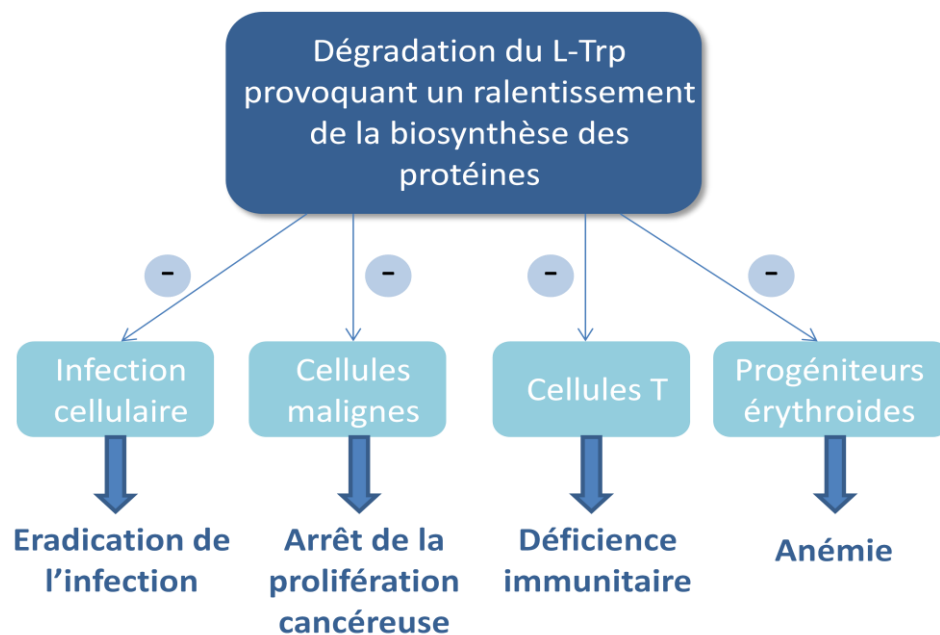 Dégradation du L-Trp
provoquant un ralentissement
de la biosynthèse des
protéines
-
-
-
-
Infection
cellulaire
Cellules
malignes
Cellules T
Progéniteurs
érythroides
Eradication de
l'infection
Arrêt de la
prolifération
cancéreuse
Déficience
immunitaire
Anémie